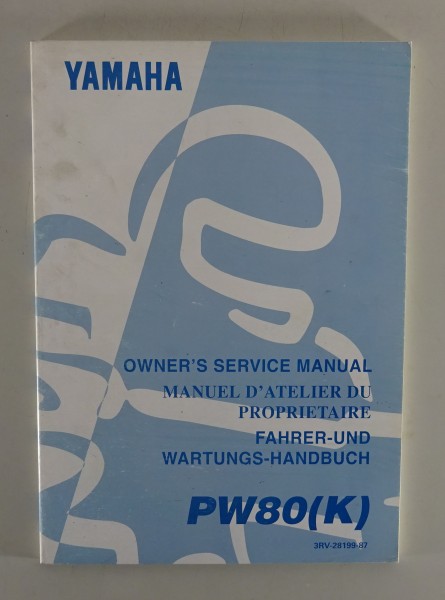 YAMAHA
OWNER'S SERVICE MANUAL
MANUEL D'ATELIER DU
PROPRIETAIRE
FAHRER-UND
WARTUNGS-HANDBUCH
PW80(K)
3RV-28199-87